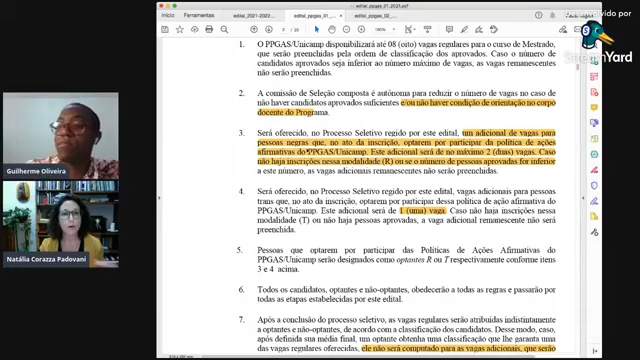 edital_ppgas_01_2021.pdf
Início Ferramentas edital_2021-2022... edital_ppgas_01_... edital_ppgas_02_...
1. O PPGAS/Unicamp disponibilizará até 08 (oito) vagas regulares para o curso de Mestrado,
que serão preenchidas pela ordem de classificação dos aprovados. Caso o número de
candidatos aprovados seja inferior ao número máximo de vagas, as vagas remanescentes
não serão preenchidas.
2. A comissão de Seleção composta é autônoma para reduzir o número de vagas no caso de
não haver candidatos aprovados suficientes e/ou não haver condição de orientação no corpo
docente do Programa.
3. Será oferecido, no Processo Seletivo regido por este edital, um adicional de vagas para
pessoas negras que, no ato da inscrição, optarem por participar da política de ações
afirmativas do PPGAS/Unicamp. Este adicional será de no máximo 2 (duas) vagas. Caso
não haja inscrições nessa modalidade (R) ou se o número de pessoas aprovadas for inferior
a este número, as vagas adicionais remanescentes não serão preenchidas.
4. Será oferecido, no Processo Seletivo regido por este edital, vagas adicionais para pessoas
trans que, no ato da inscrição, optarem por participar dessa política de ação afirmativa do
PPGAS/Unicamp. Este adicional será de 1 (uma) vaga. Caso não haja inscrições nessa
modalidade (T) ou não haja pessoas aprovadas, a vaga adicional remanescente não será
preenchida.
5. Pessoas que optarem por participar das Políticas de Ações Afirmativas do
PPGAS/Unicamp serão designados como optantes R ou T respectivamente conforme itens
3 e 4 acima.
6. Todos os candidatos, optantes e não-optantes, obedecerão a todas as regras e passarão por
todas as etapas estabelecidas por este edital.
7. Após a conclusão do processo seletivo, as vagas regulares serão atribuídas indistintamente
a optantes e não-optantes, de acordo com a classificação dos candidatos. Desse modo, caso,
após definida sua média final, um optante obtenha uma classificação que lhe garanta uma
das vagas regulares oferecidas, ele não será computado para as vagas adicionais, que serão
Guilherme Oliveira
Natália Corazza Padovani
StreamYard